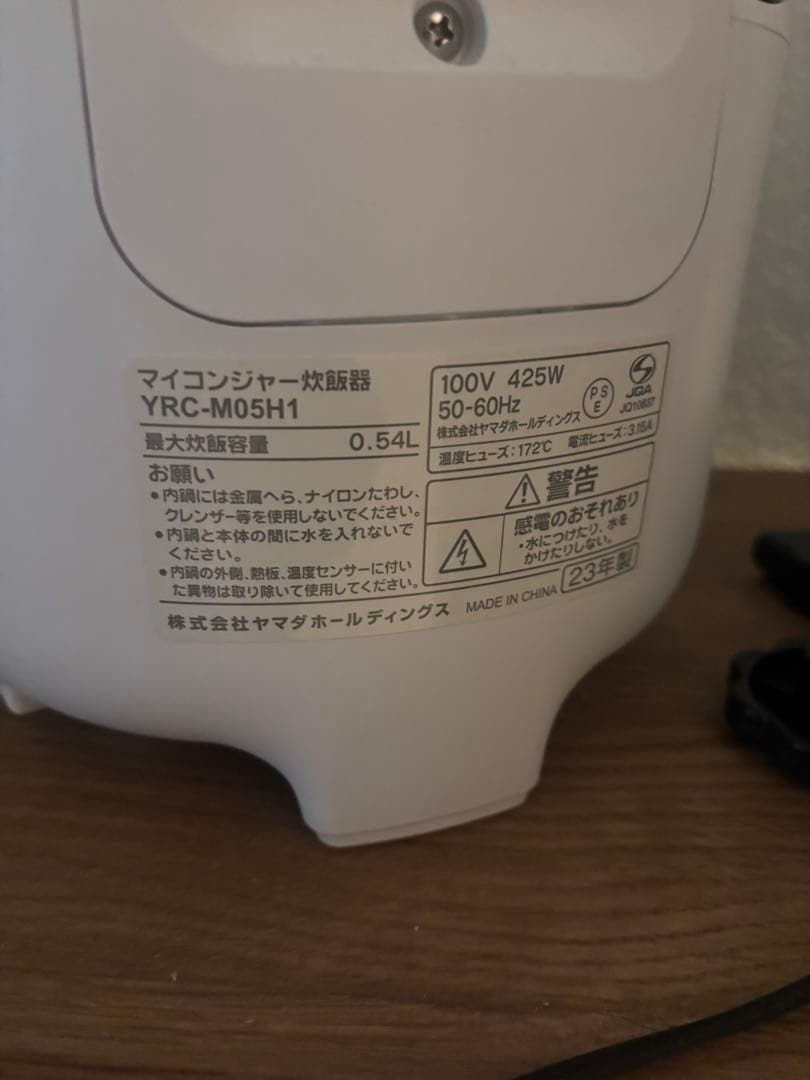 マイコンジャー炊飯器
YRC-M05H1
最大炊飯容量 0.54L
お願い
●内鍋には金属へら、ナイロンたわし、
クレンザー等を使用しないでください。
●内鍋と本体の間に水を入れないで
ください。
●内鍋の外側、熱板、温度センサーに付い
た異物は取り除いて使用してください。
100V 425W
50-60Hz
株式会社ヤマダホールディングス
PS
E
JQA
JQ10887
温度ヒューズ:172℃ 電流ヒューズ:3.15A
警告
感電のおそれあり
・水につけたり、水を
かけたりしない。
株式会社ヤマダホールディングス MADE IN CHINA 23年製